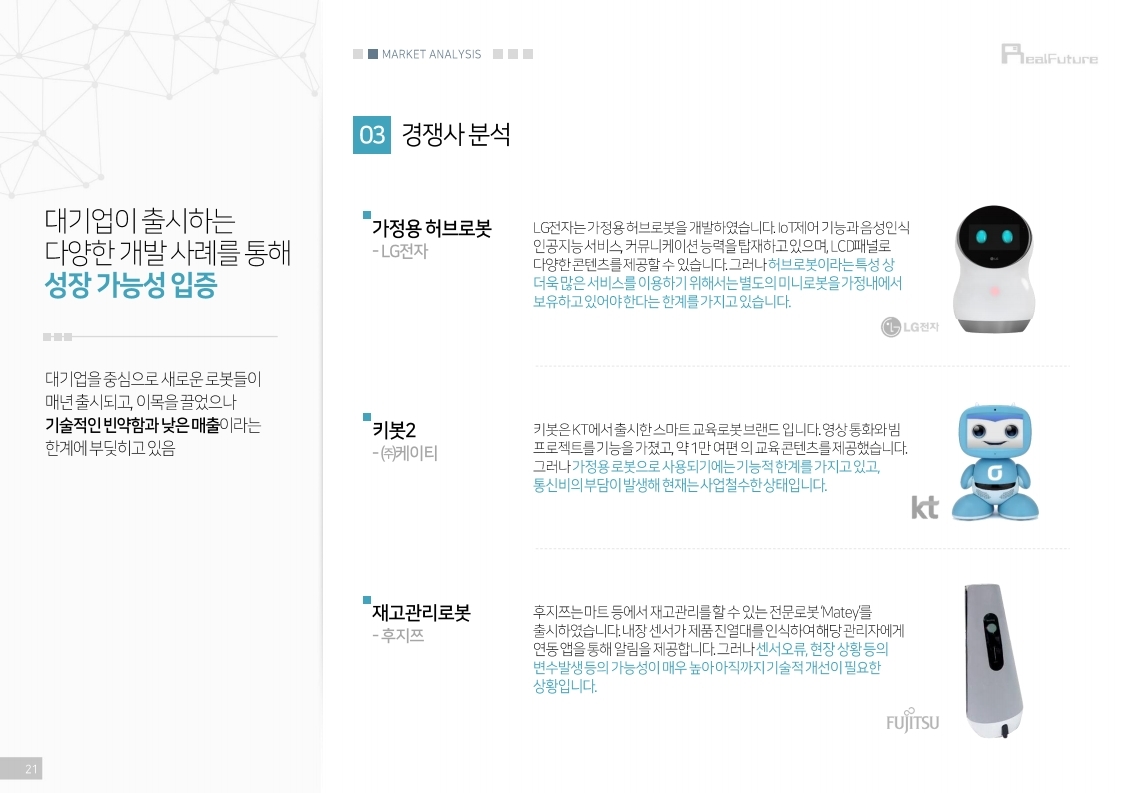 MARKET ANALYSIS
RealFuture
03 경쟁사 분석
대기업이 출시하는
다양한 개발 사례를 통해
성장 가능성 입증
대기업을 중심으로 새로운 로봇들이
매년 출시되고, 이목을 끌었으나
기술적인 빈약함과 낮은 매출이라는
한계에 부딪히고 있음
가정용 허브로봇
- LG전자
LG전자는 가정용 허브로봇을 개발하였습니다. IoT제어 기능과 음성인식
인공지능 서비스, 커뮤니케이션 능력을 탑재하고 있으며, LCD패널로
다양한 콘텐츠를 제공할 수 있습니다. 그러나 허브로봇이라는 특성 상
더욱 많은 서비스를 이용하기 위해서는 별도의 미니로봇을 가정내에서
보유하고 있어야 한다는 한계를 가지고 있습니다.
LG전자
키봇2
- ㈜케이티
키봇은 KT에서 출시한 스마트 교육로봇 브랜드 입니다. 영상 통화와 빔
프로젝트를 기능을 가졌고, 약 1만 여편 의 교육 콘텐츠를 제공했습니다.
그러나 가정용 로봇으로 사용되기에는 기능적 한계를 가지고 있고,
통신비의 부담이 발생해 현재는 사업철수한 상태입니다.
kt
재고관리로봇
- 후지쯔
후지쯔는 마트 등에서 재고관리를 할 수 있는 전문로봇 'Matey'를
출시하였습니다. 내장 센서가 제품 진열대를 인식하여 해당 관리자에게
연동 앱을 통해 알림을 제공합니다. 그러나 센서오류, 현장 상황 등의
변수발생 등의 가능성이 매우 높아 아직까지 기술적 개선이 필요한
상황입니다.
FUJITSU
21